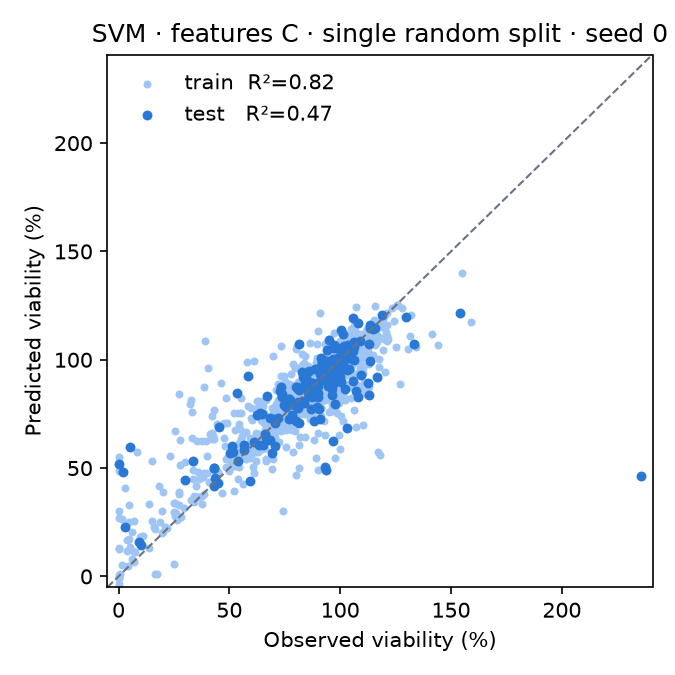 SVM · features C · single random split · seed 0
train R²=0.82
test R²=0.47
200
150
100
50
0
Predicted viability (%)
0 50 100 150 200
Observed viability (%)